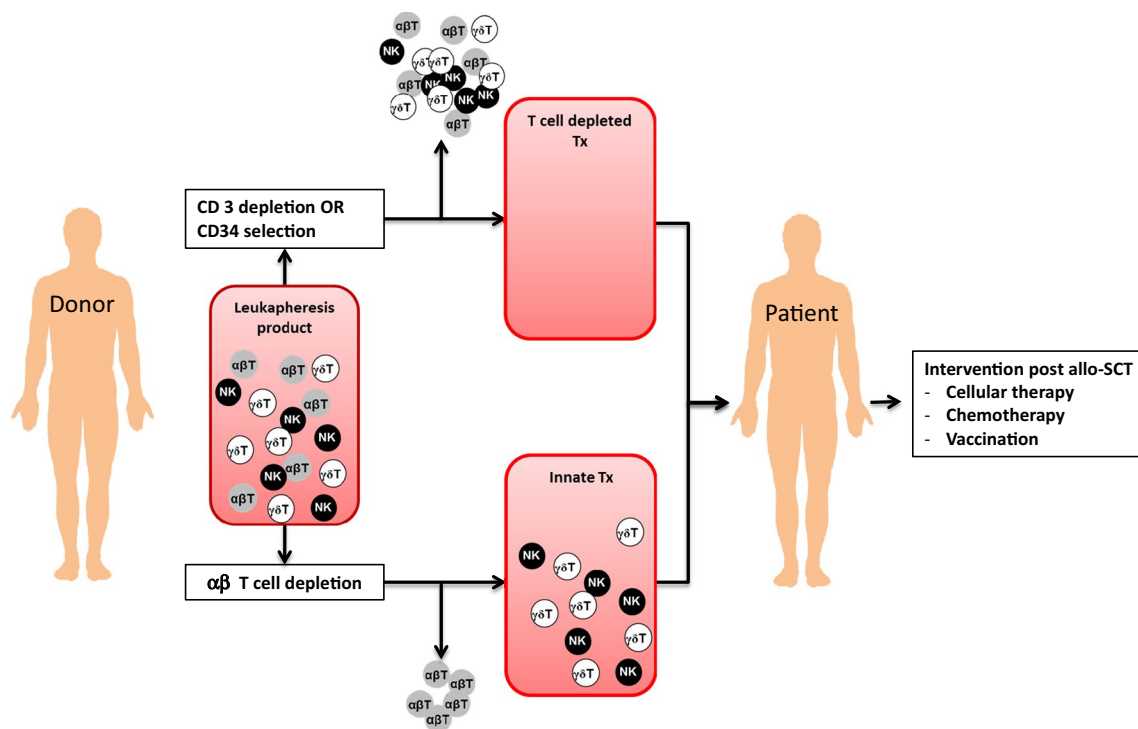 αβT
αβT
γδT
NK
γδT
γδT
αβT
αβT
NK
NK
γδT
γδT
γδT
NK
NK
αβT
T cell depleted
Tx
CD 3 depletion OR
CD34 selection
Donor
Leukapheresis
product
αβT
αβT
γδT
NK
γδT
αβT
NK
γδT
γδT
NK
NK
αβT
γδT
αβT
γδT
NK
αβ T cell depletion
αβT
αβT
αβT
αβT
αβT
Innate Tx
γδT
NK
γδT
NK
γδT
γδT
NK
NK
γδT
γδT
NK
Patient
Intervention post allo-SCT
- Cellular therapy
- Chemotherapy
- Vaccination